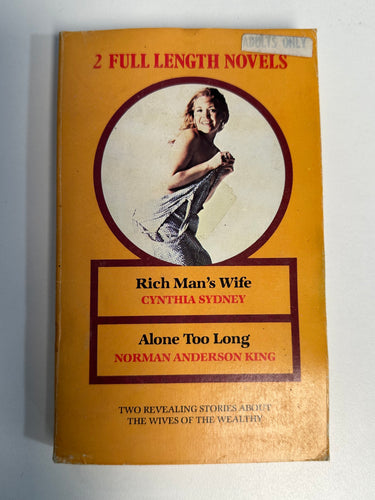 ADULTS ONLY
2 FULL LENGTH NOVELS
Rich Man's Wife
CYNTHIA SYDNEY
Alone Too Long
NORMAN ANDERSON KING
TWO REVEALING STORIES ABOUT
THE WIVES OF THE WEALTHY